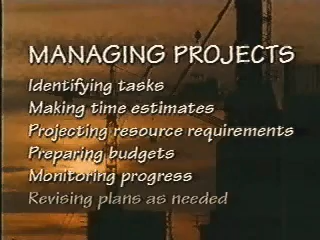 MANAGING PROJECTS
Identifying tasks
Making time estimates
Projecting resource requirements
Preparing budgets
Monitoring progress
Revising plans as needed